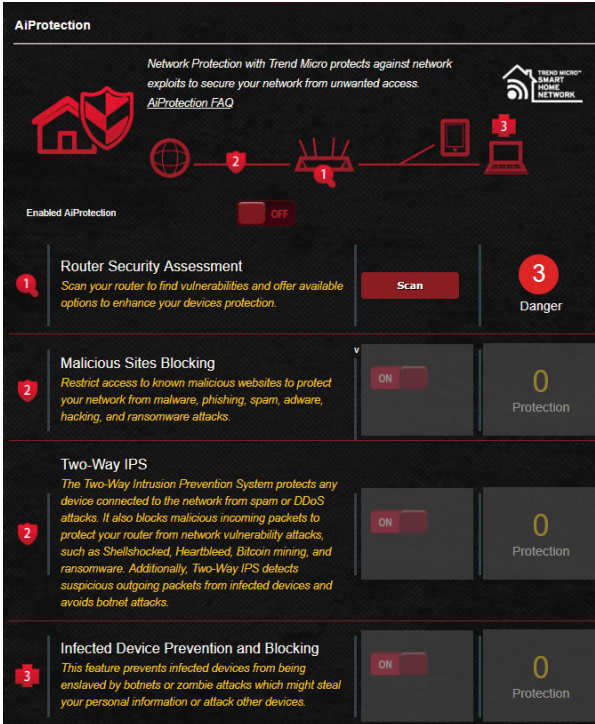 AiProtection
Network Protection with Trend Micro protects against network
exploits to secure your network from unwanted access.
AiProtection FAQ
TREND MICRO™
SMART
HOME
NETWORK
3
2
1
Enabled AiProtection
OFF
1
Router Security Assessment
Scan your router to find vulnerabilities and offer available
options to enhance your devices protection.
Scan
3
Danger
2
Malicious Sites Blocking
Restrict access to known malicious websites to protect
your network from malware, phishing, spam, adware,
hacking, and ransomware attacks.
v
ON
0
Protection
2
Two-Way IPS
The Two-Way Intrusion Prevention System protects any
device connected to the network from spam or DDoS
attacks. It also blocks malicious incoming packets to
protect your router from network vulnerability attacks,
such as Shellshocked, Heartbleed, Bitcoin mining, and
ransomware. Additionally, Two-Way IPS detects
suspicious outgoing packets from infected devices and
avoids botnet attacks.
ON
0
Protection
3
Infected Device Prevention and Blocking
This feature prevents infected devices from being
enslaved by botnets or zombie attacks which might steal
your personal information or attack other devices.
ON
0
Protection